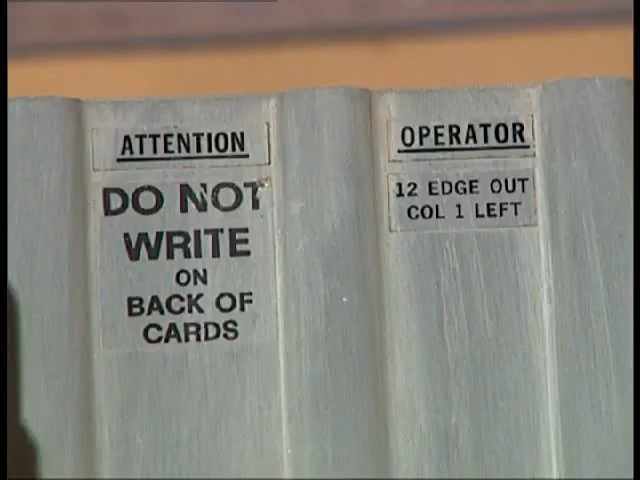 ATTENTION
DO NOT
WRITE
ON
BACK OF
CARDS
OPERATOR
12 EDGE OUT
COL 1 LEFT